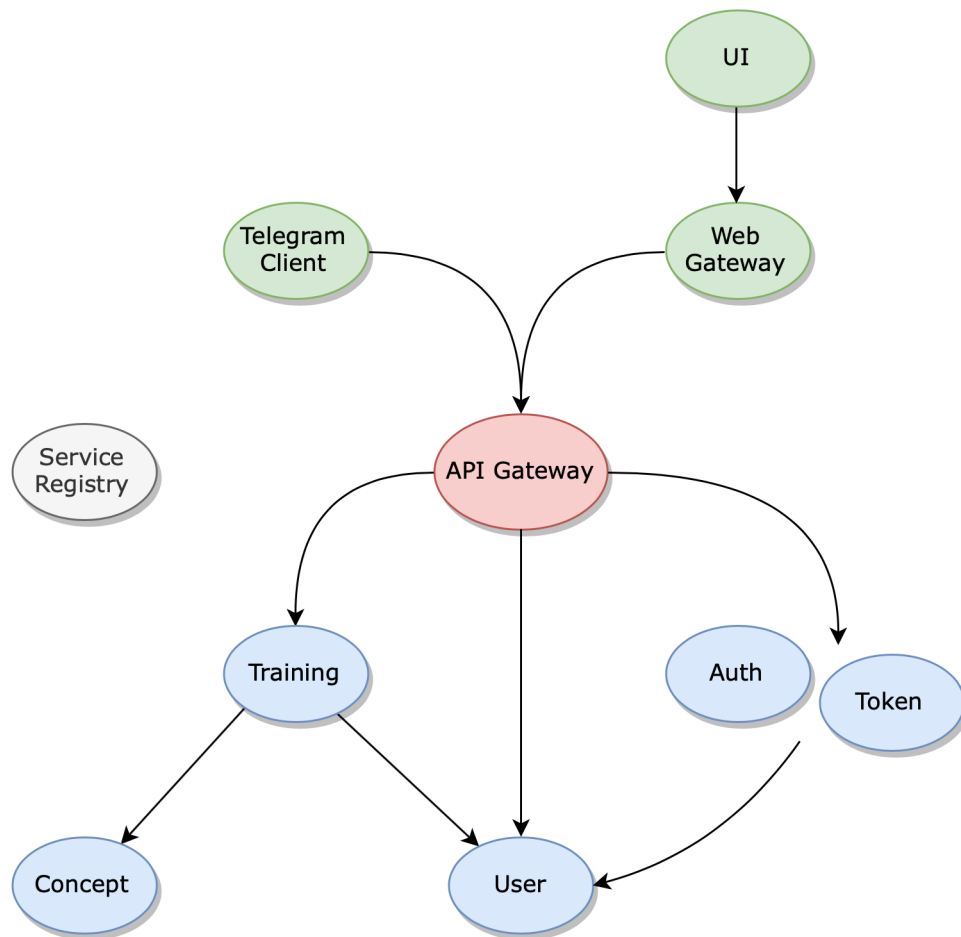 UI
Telegram
Client
Web
Gateway
Service
Registry
API Gateway
Training
Auth
Token
Concept
User